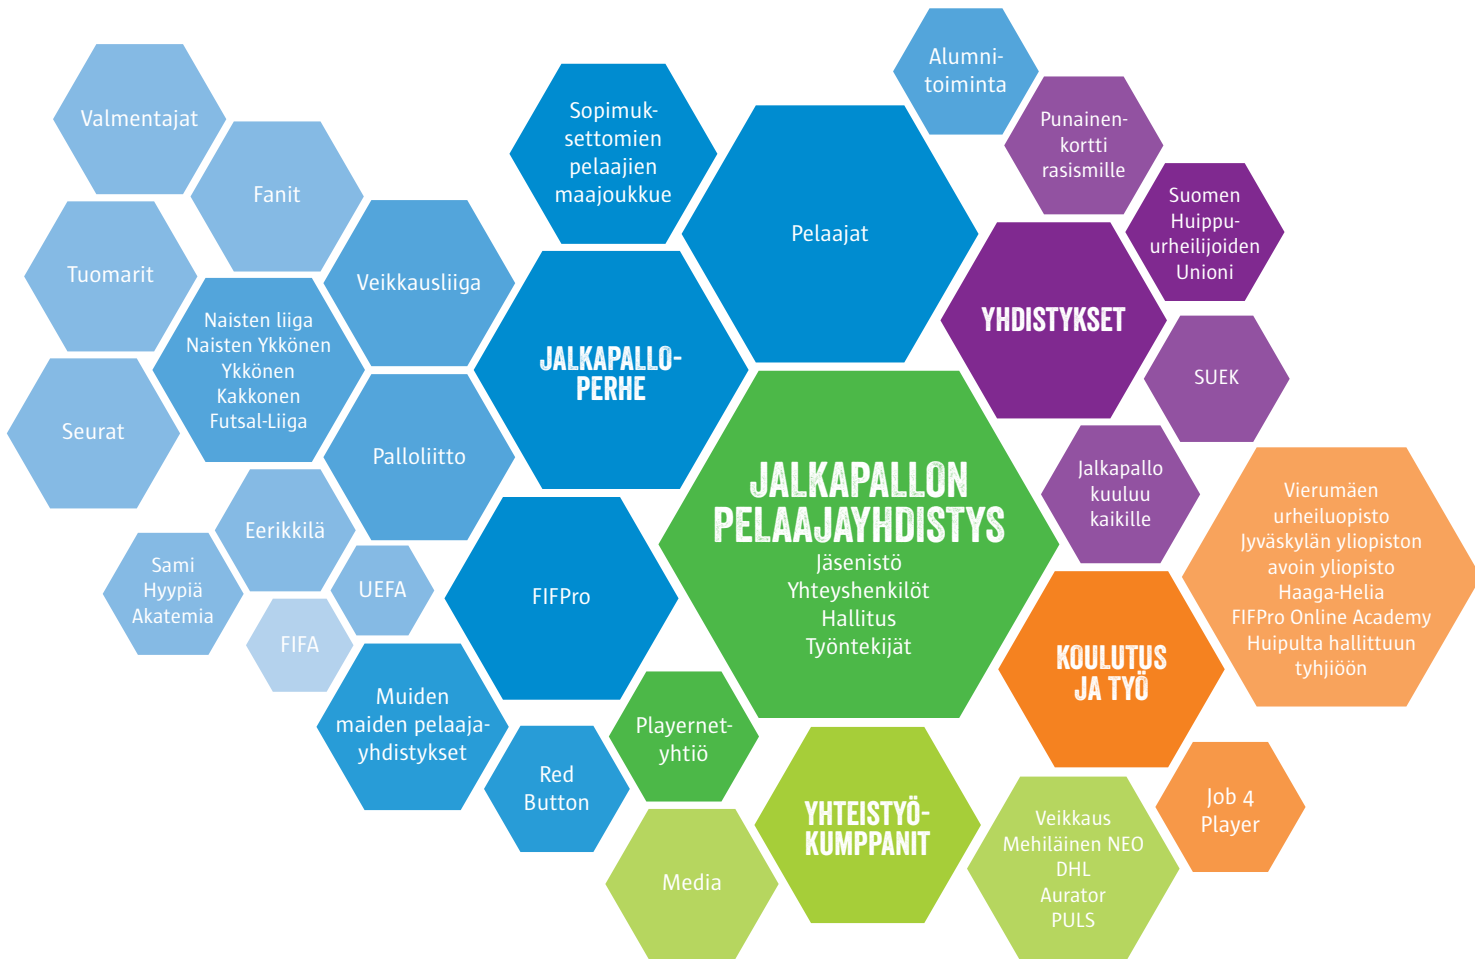 Alumni-
toiminta
Valmentajat
Sopimuk-
settomien
pelaajien
maajoukkue
Punainen-
kortti
rasismille
Fanit
Pelaajat
Suomen
Huippu-
urheilijoiden
Unioni
Tuomarit
Veikkausliiga
Naisten liiga
Naisten Ykkönen
Ykkönen
Kakkonen
Futsal-Liiga
YHDISTYKSET
JALKAPALLO-
PERHE
SUEK
Seurat
Palloliitto
JALKAPALLON
PELAAJAYHDISTYS
Jäsenistö
Yhteyshenkilöt
Hallitus
Työntekijät
Jalkapallo
kuuluu
kaikille
Vierumäen
urheiluopisto
Jyväskylän yliopiston
avoin yliopisto
Haaga-Helia
FIFPro Online Academy
Huipulta hallittuun
tyhjiöön
Eerikkilä
Sami
Hyypiä
Akatemia
UEFA
FIFPro
FIFA
KOULUTUS
JA TYÖ
Muiden
maiden pelaaja-
yhdistykset
Playernet-
yhtiö
Red
Button
YHTEISTYÖ-
KUMPPANIT
Job 4
Player
Media
Veikkaus
Mehiläinen NEO
DHL
Aurator
PULS